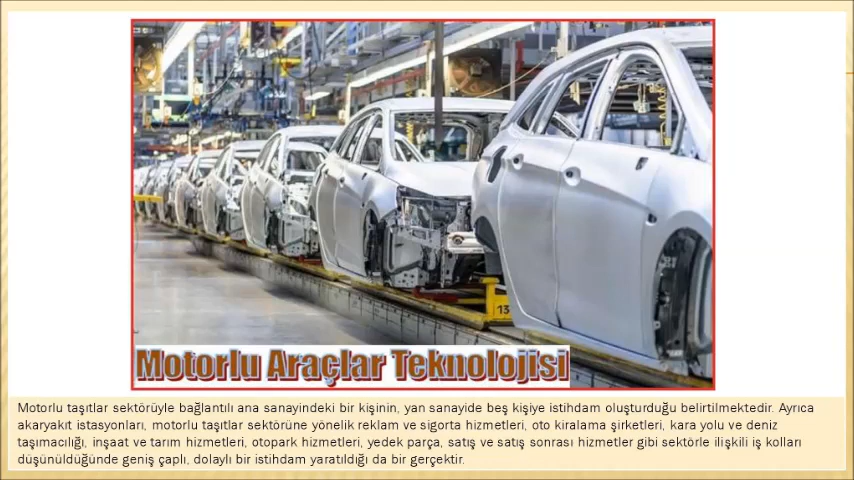 13
Motorlu Araçlar Teknolojisi
Motorlu taşıtlar sektörüyle bağlantılı ana sanayindeki bir kişinin, yan sanayide beş kişiye istihdam oluşturduğu belirtilmektedir. Ayrıca
akaryakıt istasyonları, motorlu taşıtlar sektörüne yönelik reklam ve sigorta hizmetleri, oto kiralama şirketleri, kara yolu ve deniz
taşımacılığı, inşaat ve tarım hizmetleri, otopark hizmetleri, yedek parça, satış ve satış sonrası hizmetler gibi sektörle ilişkili iş kolları
düşünüldüğünde geniş çaplı, dolaylı bir istihdam yaratıldığı da bir gerçektir.